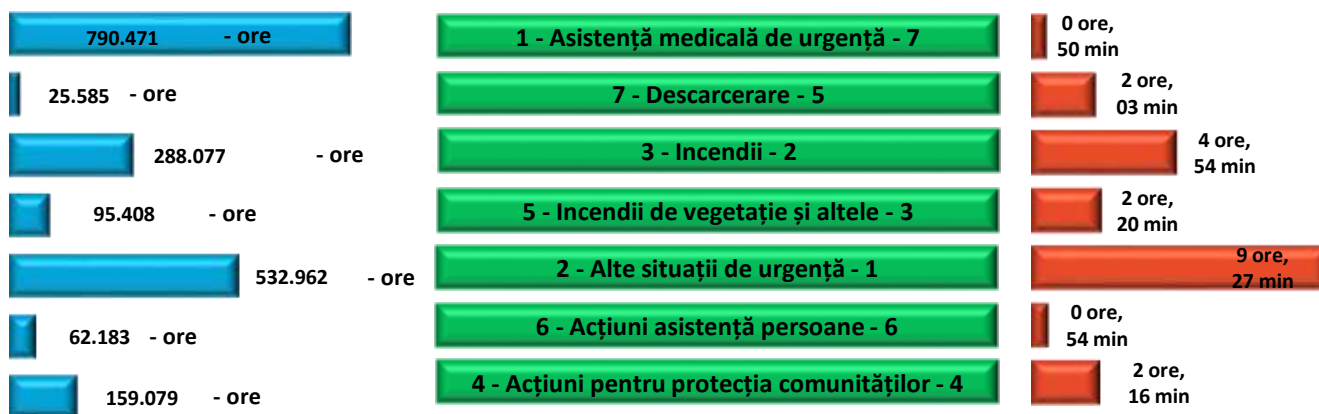 790.471 - ore
1 - Asistență medicală de urgență - 7
0 ore,
50 min
25.585 - ore
7 - Descarcerare - 5
2 ore,
03 min
288.077 - ore
3 - Incendii - 2
4 ore,
54 min
95.408 - ore
5 - Incendii de vegetație și altele - 3
2 ore,
20 min
532.962 - ore
2 - Alte situații de urgență - 1
9 ore,
27 min
62.183 - ore
6 - Acțiuni asistență persoane - 6
0 ore,
54 min
159.079 - ore
4 - Acțiuni pentru protecția comunităților - 4
2 ore,
16 min